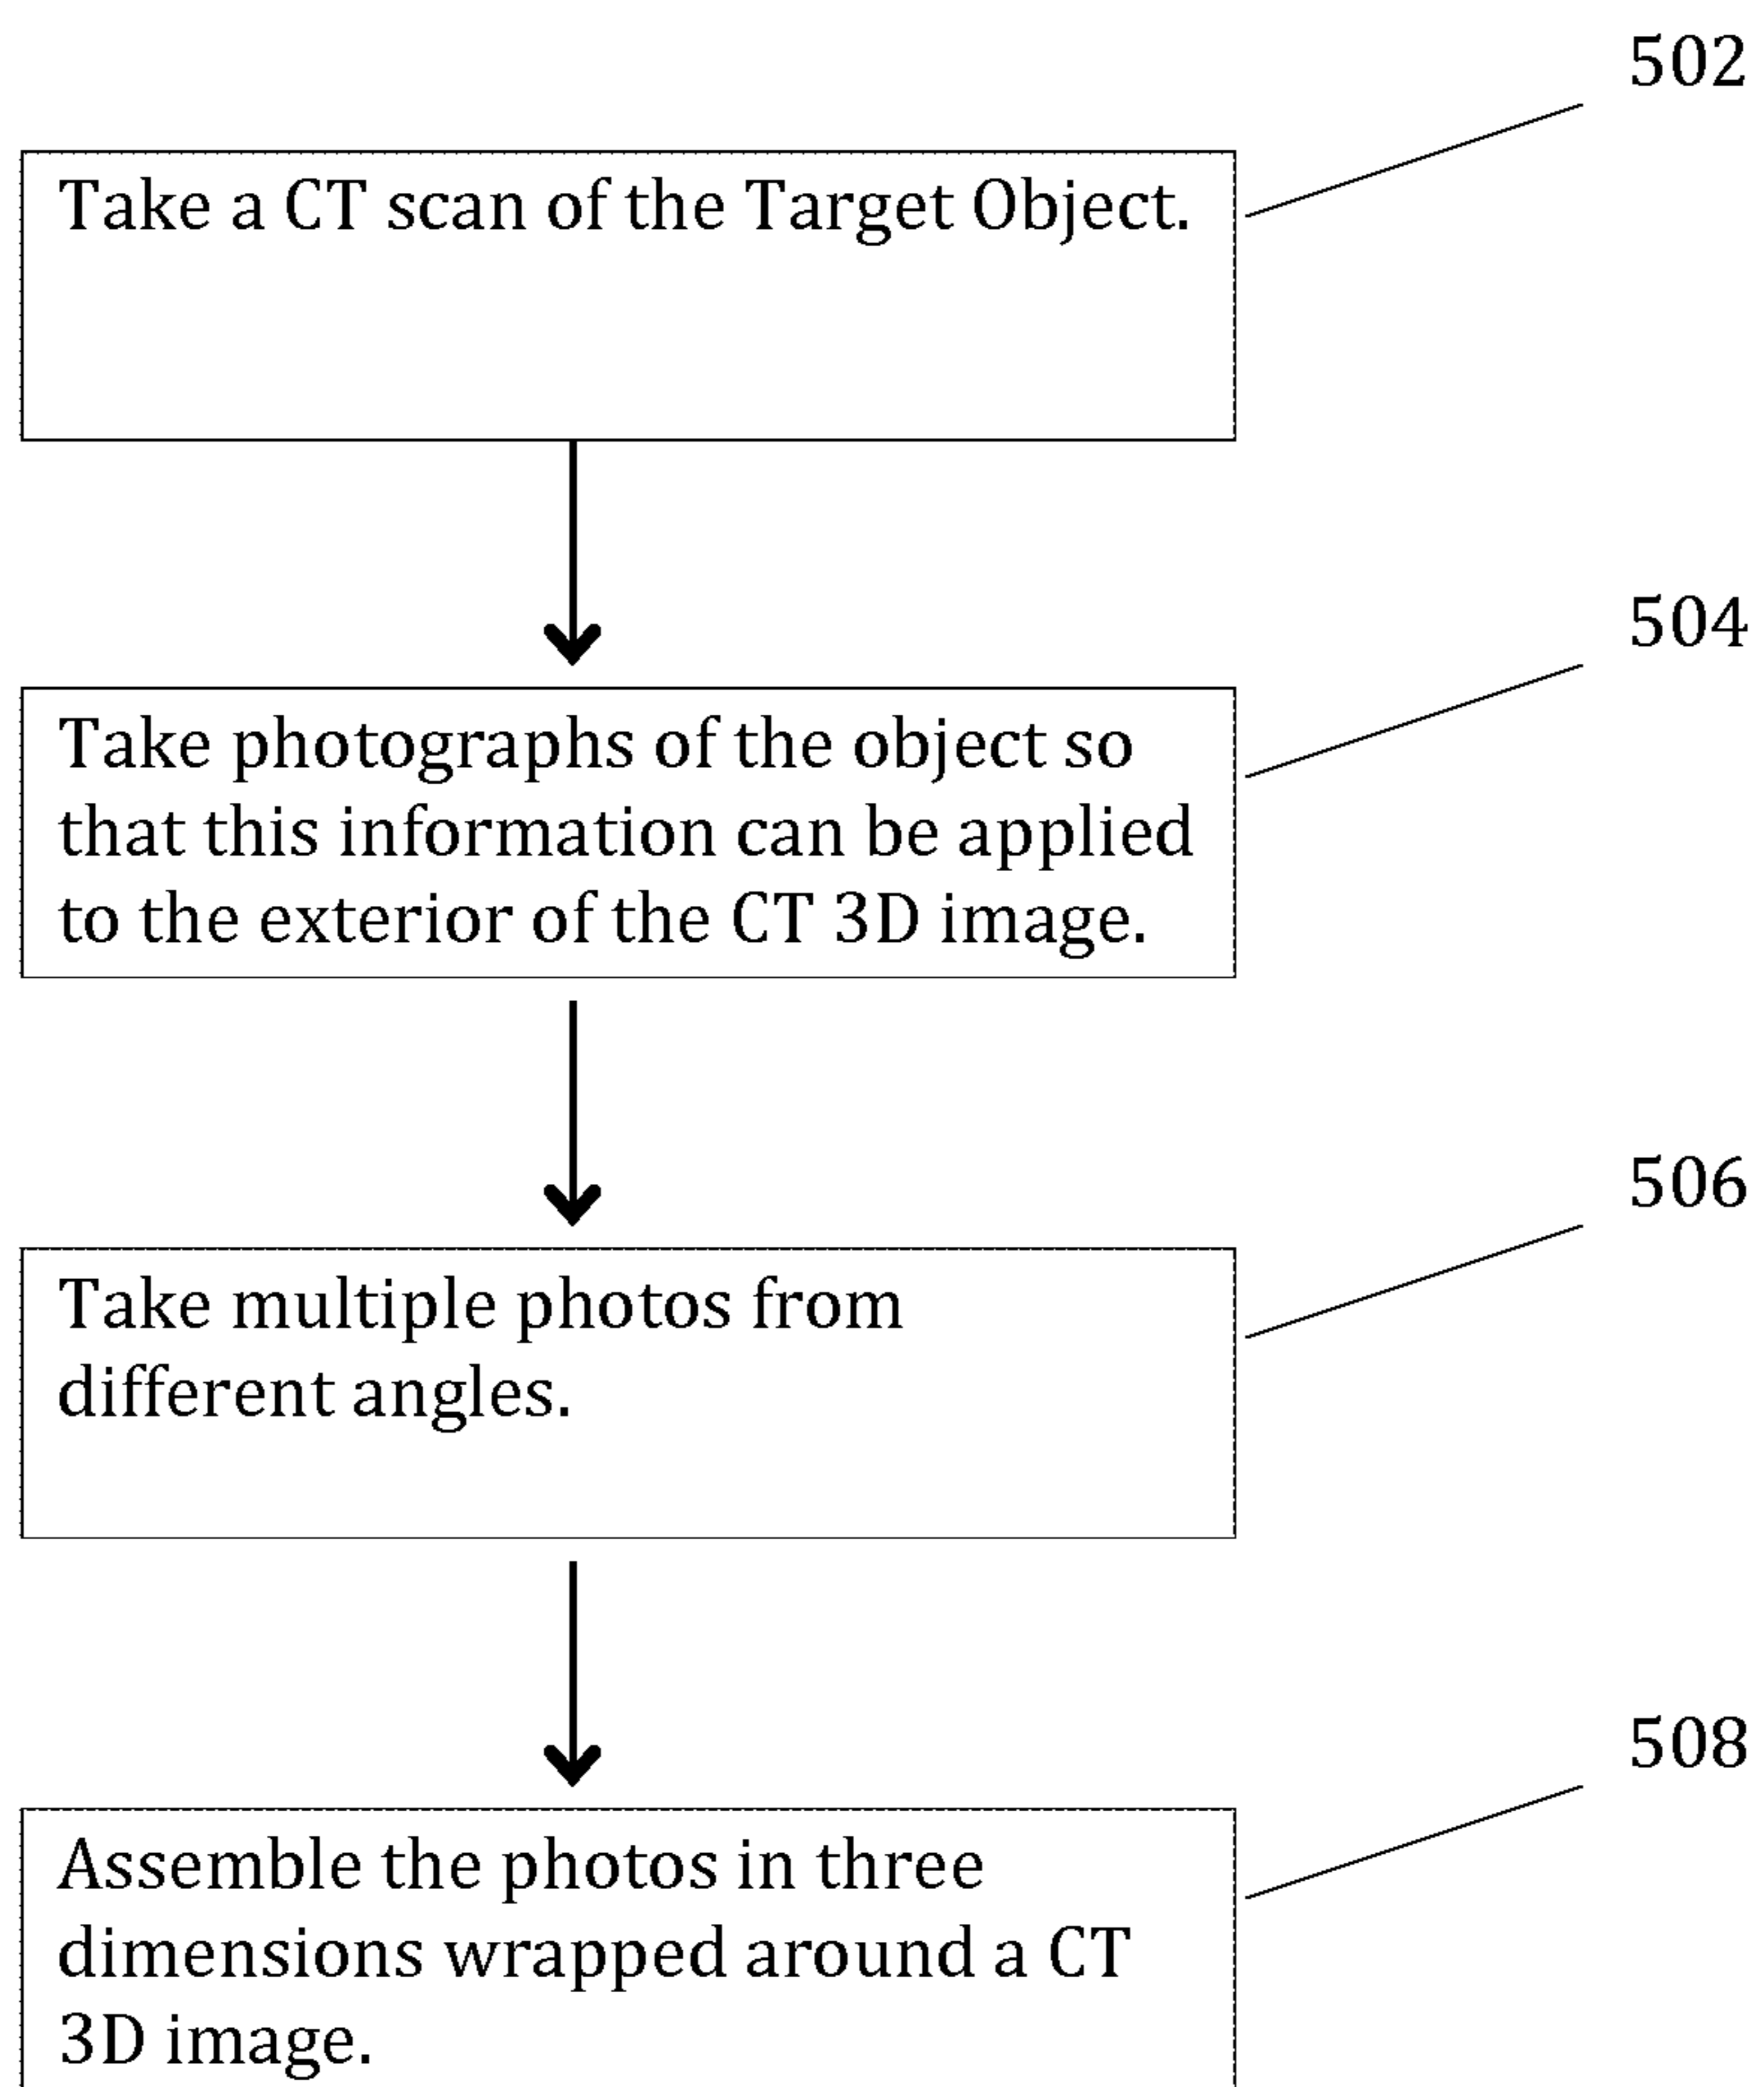 502
Take a CT scan of the Target Object.
504
Take photographs of the object so
that this information can be applied
to the exterior of the CT 3D image.
506
Take multiple photos from
different angles.
508
Assemble the photos in three
dimensions wrapped around a CT
3D image.